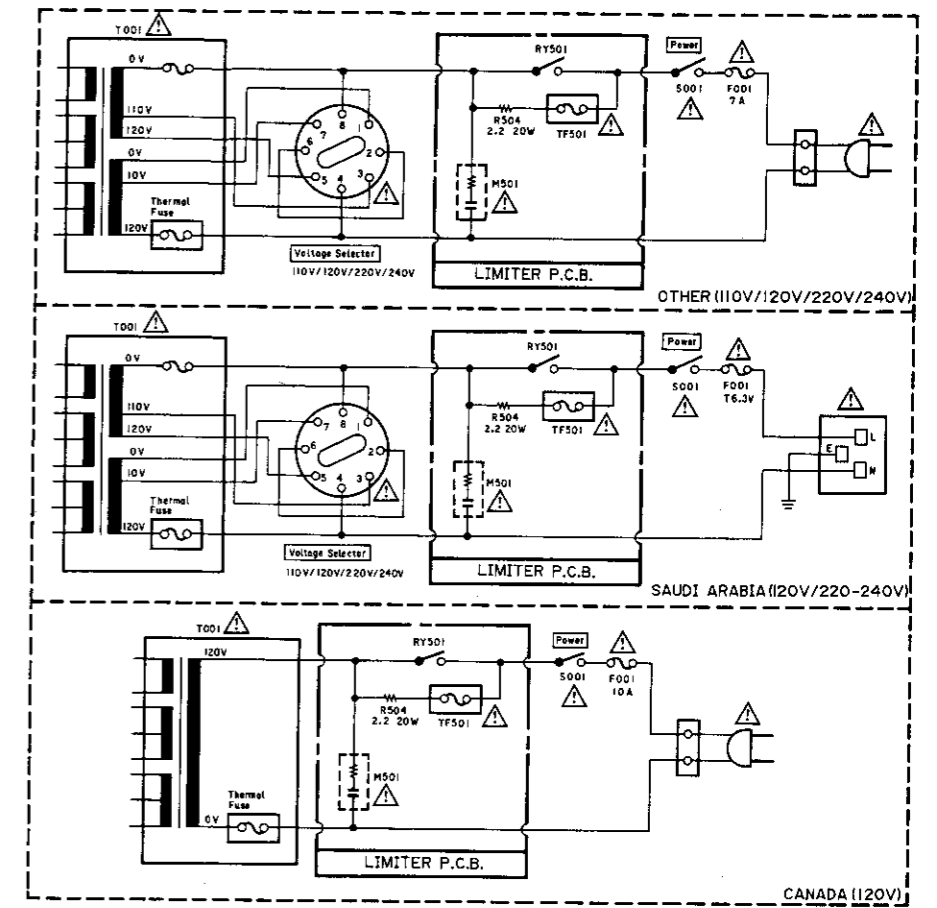 T001
0V
110V
120V
0V
10V
120V
Thermal
Fuse
8
1
7
2
6
3
5
4
Voltage Selector
110V/120V/220V/240V
RY501
R504
2.2 20W
TF501
M501
LIMITER P.C.B.
Power
S001
F001
7A
OTHER (110V/120V/220V/240V)
T001
0V
110V
120V
0V
10V
120V
Thermal
Fuse
8
1
7
2
6
3
5
4
Voltage Selector
110V/120V/220V/240V
RY501
R504
2.2 20W
TF501
M501
LIMITER P.C.B.
Power
S001
F001
T6.3V
L
E
N
SAUDI ARABIA (120V/220-240V)
T001
120V
0V
Thermal
Fuse
RY501
R504
2.2 20W
TF501
M501
LIMITER P.C.B.
Power
S001
F001
10A
CANADA (120V)